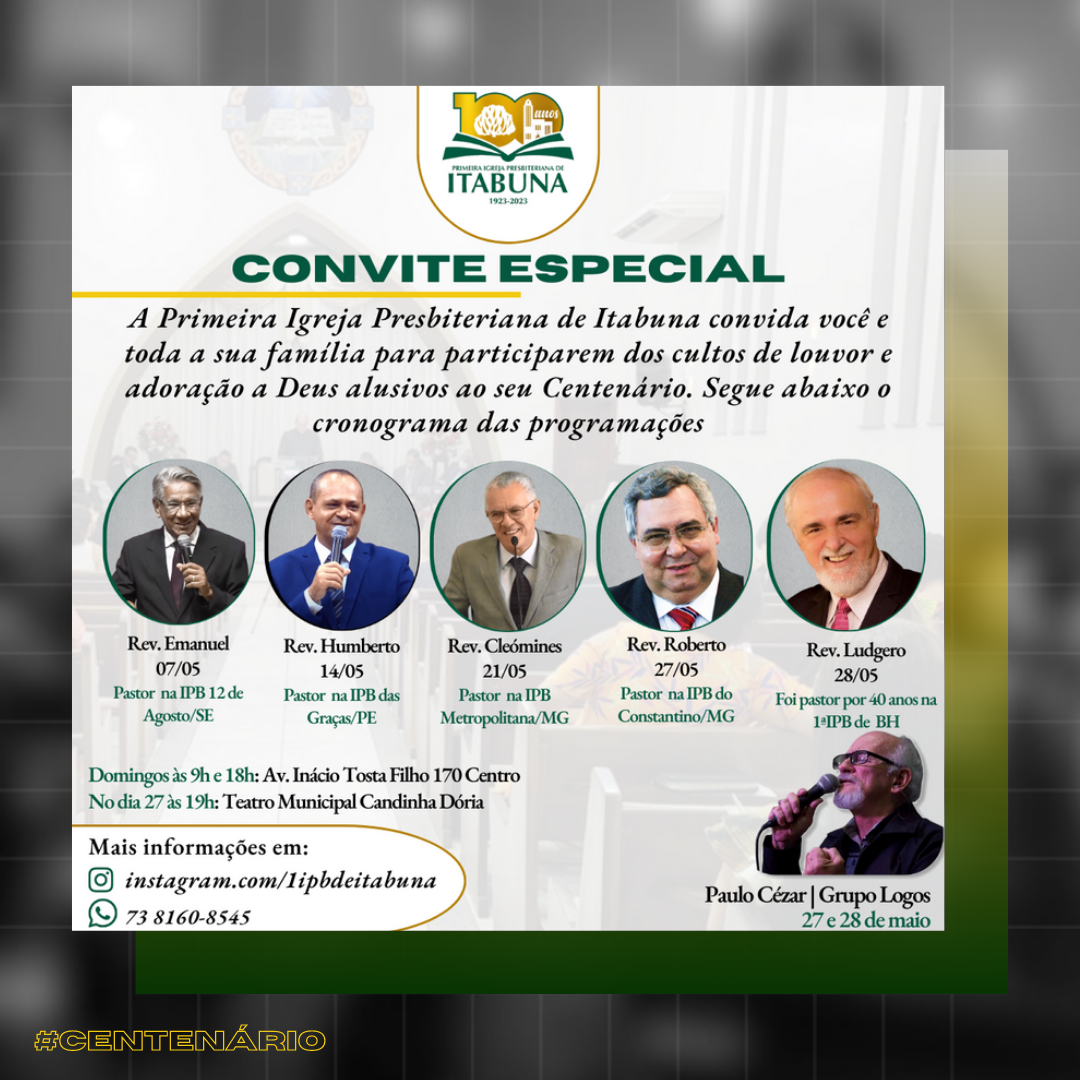 100 anos
PRIMEIRA IGREJA PRESBITERIANA DE
ITABUNA
1923-2023
CONVITE ESPECIAL
A Primeira Igreja Presbiteriana de Itabuna convida você e
toda a sua família para participarem dos cultos de louvor e
adoração a Deus alusivos ao seu Centenário. Segue abaixo o
cronograma das programações
Rev. Emanuel
07/05
Pastor na IPB 12 de
Agosto/SE
Rev. Humberto
14/05
Pastor na IPB das
Graças/PE
Rev. Cleómines
21/05
Pastor na IPB
Metropolitana/MG
Rev. Roberto
27/05
Pastor na IPB do
Constantino/MG
Rev. Ludgero
28/05
Foi pastor por 40 anos na
1ªIPB de BH
Domingos às 9h e 18h: Av. Inácio Tosta Filho 170 Centro
No dia 27 às 19h: Teatro Municipal Candinha Dória
Mais informações em:
instagram.com/1ipbdeitabuna
73 8160-8545
Paulo Cézar | Grupo Logos
27 e 28 de maio
#CENTENÁRIO